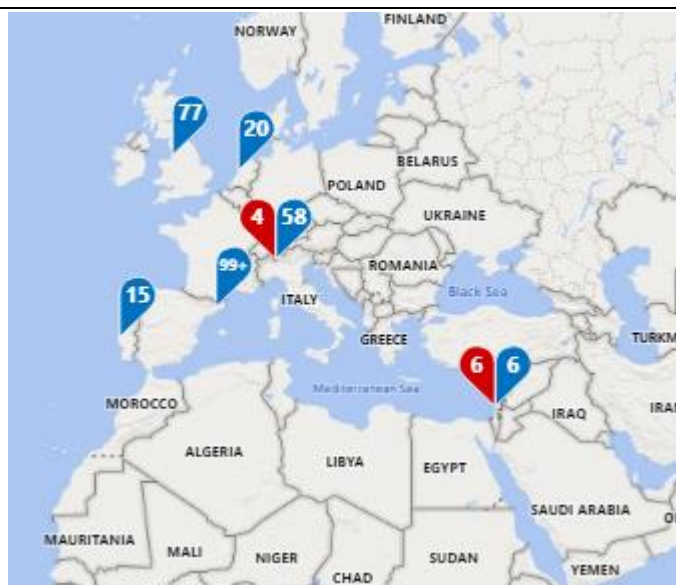 FINLAND
NORWAY
77
20
BELARUS
POLAND
4
58
UKRAINE
99+
ROMANIA
15
ITALY
Black Sea
GREECE
TURKM
6
6
Mediterranean Sea
MOROCCO
IRAQ
IRAN
ALGERIA
LIBYA
EGYPT
SAUDI ARABIA
O
MAURITANIA
MALI
NIGER
SUDAN
YEMEN
CHAD